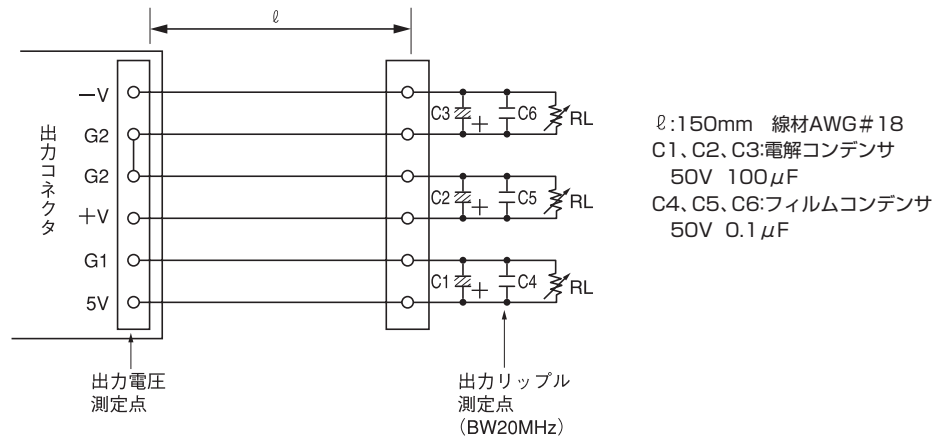 ℓ
出力コネクタ
−V
G2
G2
+V
G1
5V
C3
+
C6
RL
C2
+
C5
RL
C1
+
C4
RL
出力電圧
測定点
出力リップル
測定点
(BW20MHz)
ℓ:150mm 線材AWG#18
C1、C2、C3:電解コンデンサ
50V 100μF
C4、C5、C6:フィルムコンデンサ
50V 0.1μF